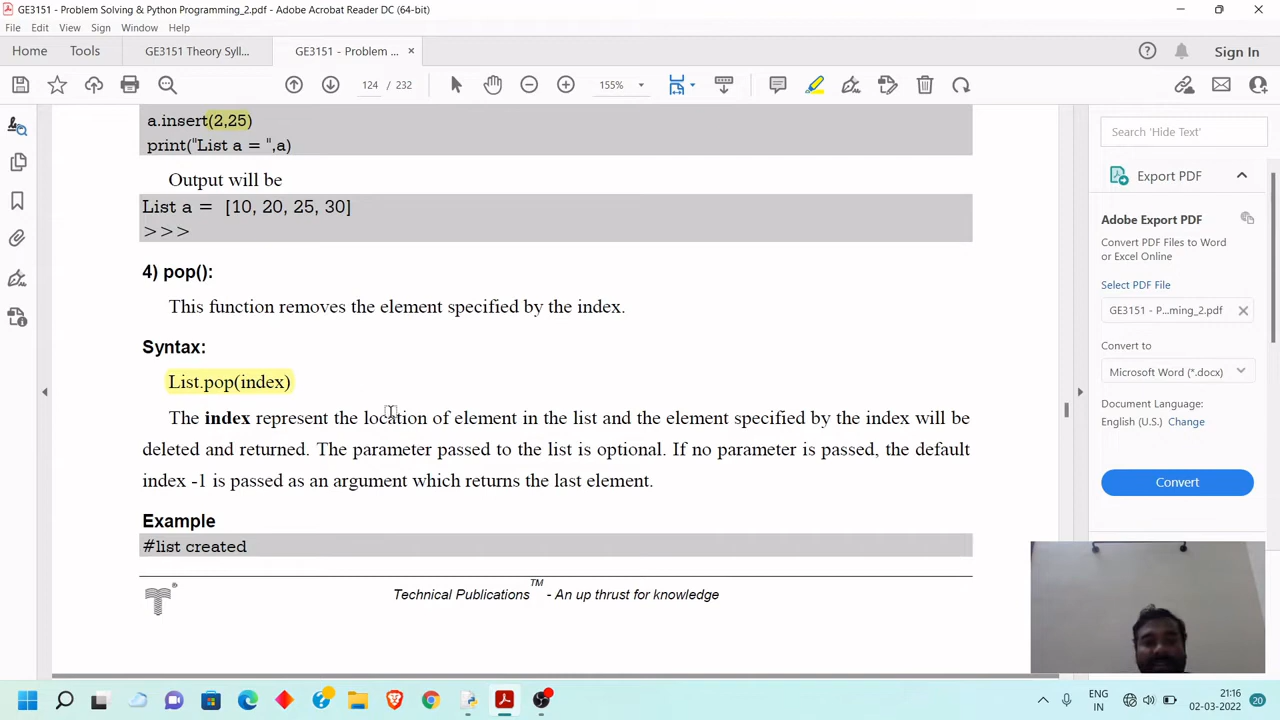 GE3151 - Problem Solving & Python Programming_2.pdf - Adobe Acrobat Reader DC (64-bit)
File Edit View Sign Window Help
Home Tools GE3151 Theory Syll... GE3151 - Problem ... × Sign In
124 / 232 155%
a.insert(2,25)
print("List a = ",a)
Output will be
List a = [10, 20, 25, 30]
>>>
4) pop():
This function removes the element specified by the index.
Syntax:
List.pop(index)
The index represent the location of element in the list and the element specified by the index will be
deleted and returned. The parameter passed to the list is optional. If no parameter is passed, the default
index -1 is passed as an argument which returns the last element.
Example
#list created
Technical Publications™ - An up thrust for knowledge
Search 'Hide Text'
Export PDF
Adobe Export PDF
Convert PDF Files to Word
or Excel Online
Select PDF File
GE3151 - P...ming_2.pdf
Convert to
Microsoft Word (*.docx)
Document Language:
English (U.S.) Change
Convert
ENG
IN
21:16
02-03-2022
20